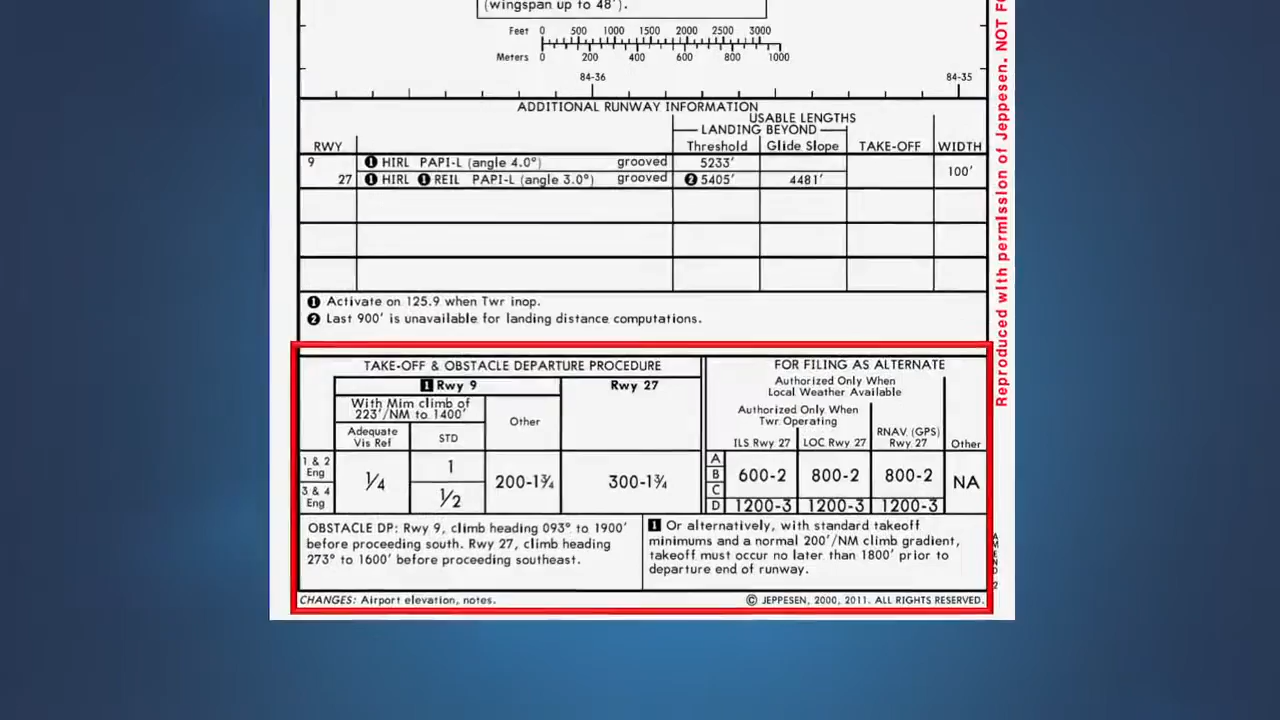 (wingspan up to 48').
Feet 0 500 1000 1500 2000 2500 3000
Meters 0 200 400 600 800 1000
84-36 84-35
ADDITIONAL RUNWAY INFORMATION
USABLE LENGTHS
LANDING BEYOND
RWY Threshold Glide Slope TAKE-OFF WIDTH
9 1 HIRL PAPI-L (angle 4.0°) grooved 5233'
100'
27 1 HIRL 1 REIL PAPI-L (angle 3.0°) grooved 2 5405' 4481'
1 Activate on 125.9 when Twr inop.
2 Last 900' is unavailable for landing distance computations.
TAKE-OFF & OBSTACLE DEPARTURE PROCEDURE
1 Rwy 9
Rwy 27
With Mim climb of
223'/NM to 1400'
Other
Adequate
Vis Ref
STD
1 & 2
Eng
3 & 4
Eng
1/4
1
1/2
200-1 3/4
300-1 3/4
FOR FILING AS ALTERNATE
Authorized Only When
Local Weather Available
Authorized Only When
Twr Operating
ILS Rwy 27
LOC Rwy 27
RNAV (GPS)
Rwy 27
Other
A
B
C
D
600-2 800-2 800-2
NA
1200-3 1200-3 1200-3
OBSTACLE DP: Rwy 9, climb heading 093° to 1900'
before proceeding south. Rwy 27, climb heading
273° to 1600' before proceeding southeast.
1 Or alternatively, with standard takeoff
minimums and a normal 200'/NM climb gradient,
takeoff must occur no later than 1800' prior to
departure end of runway.
CHANGES: Airport elevation, notes.
© JEPPESEN, 2000, 2011. ALL RIGHTS RESERVED.
Reproduced with permission of Jeppesen. NOT